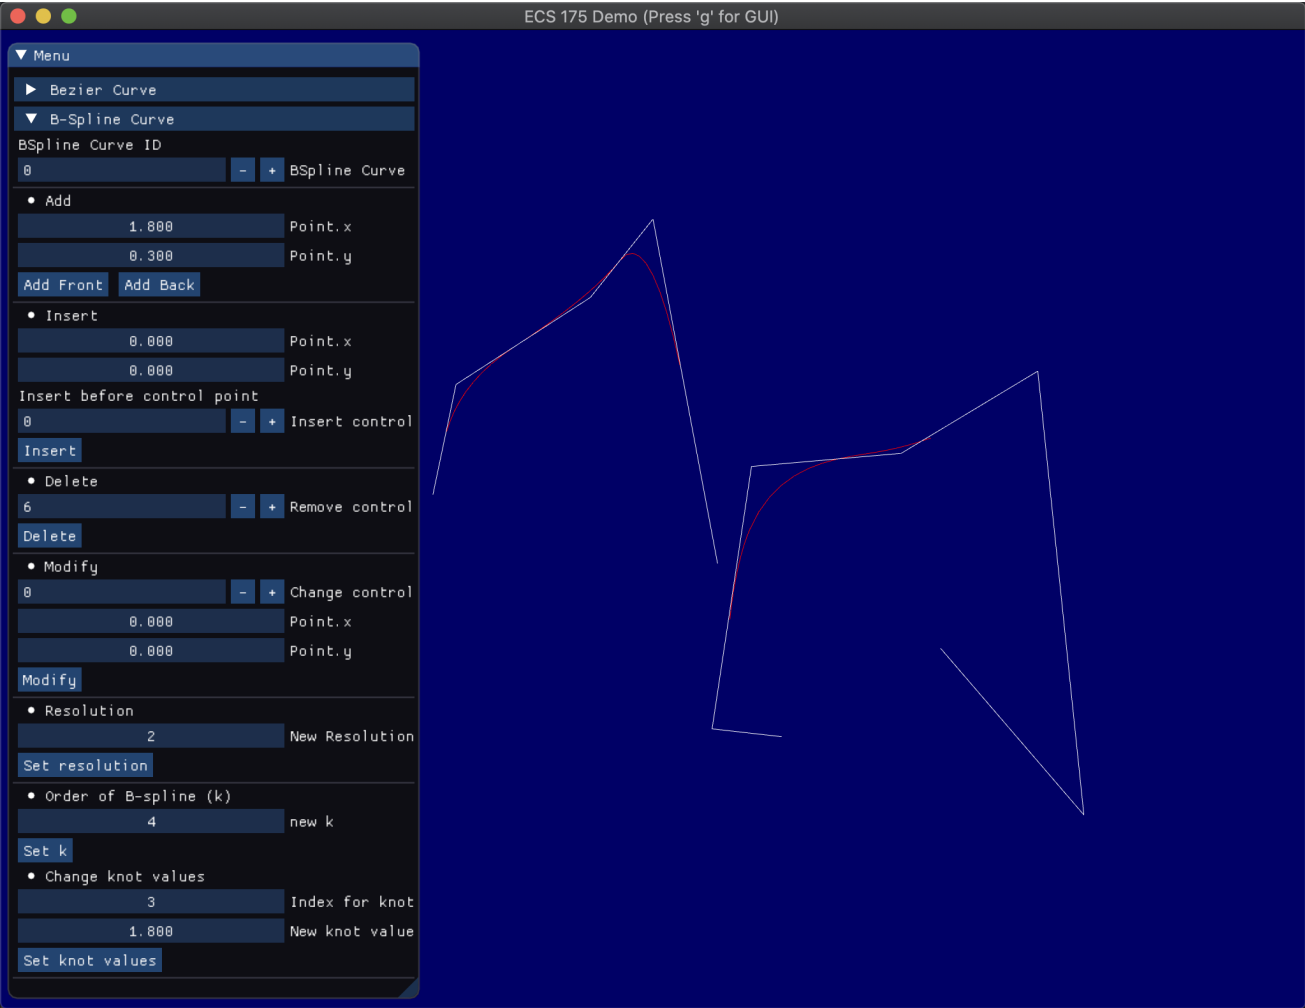 ECS 175 Demo (Press 'g' for GUI)
Menu
Bezier Curve
B-Spline Curve
BSpline Curve ID
0 - + BSpline Curve
Add
1.800 Point.x
0.300 Point.y
Add Front Add Back
Insert
0.000 Point.x
0.000 Point.y
Insert before control point
0 - + Insert control
Insert
Delete
6 - + Remove control
Delete
Modify
0 - + Change control
0.000 Point.x
0.000 Point.y
Modify
Resolution
2 New Resolution
Set resolution
Order of B-spline (k)
4 new k
Set k
Change knot values
3 Index for knot
1.800 New knot value
Set knot values